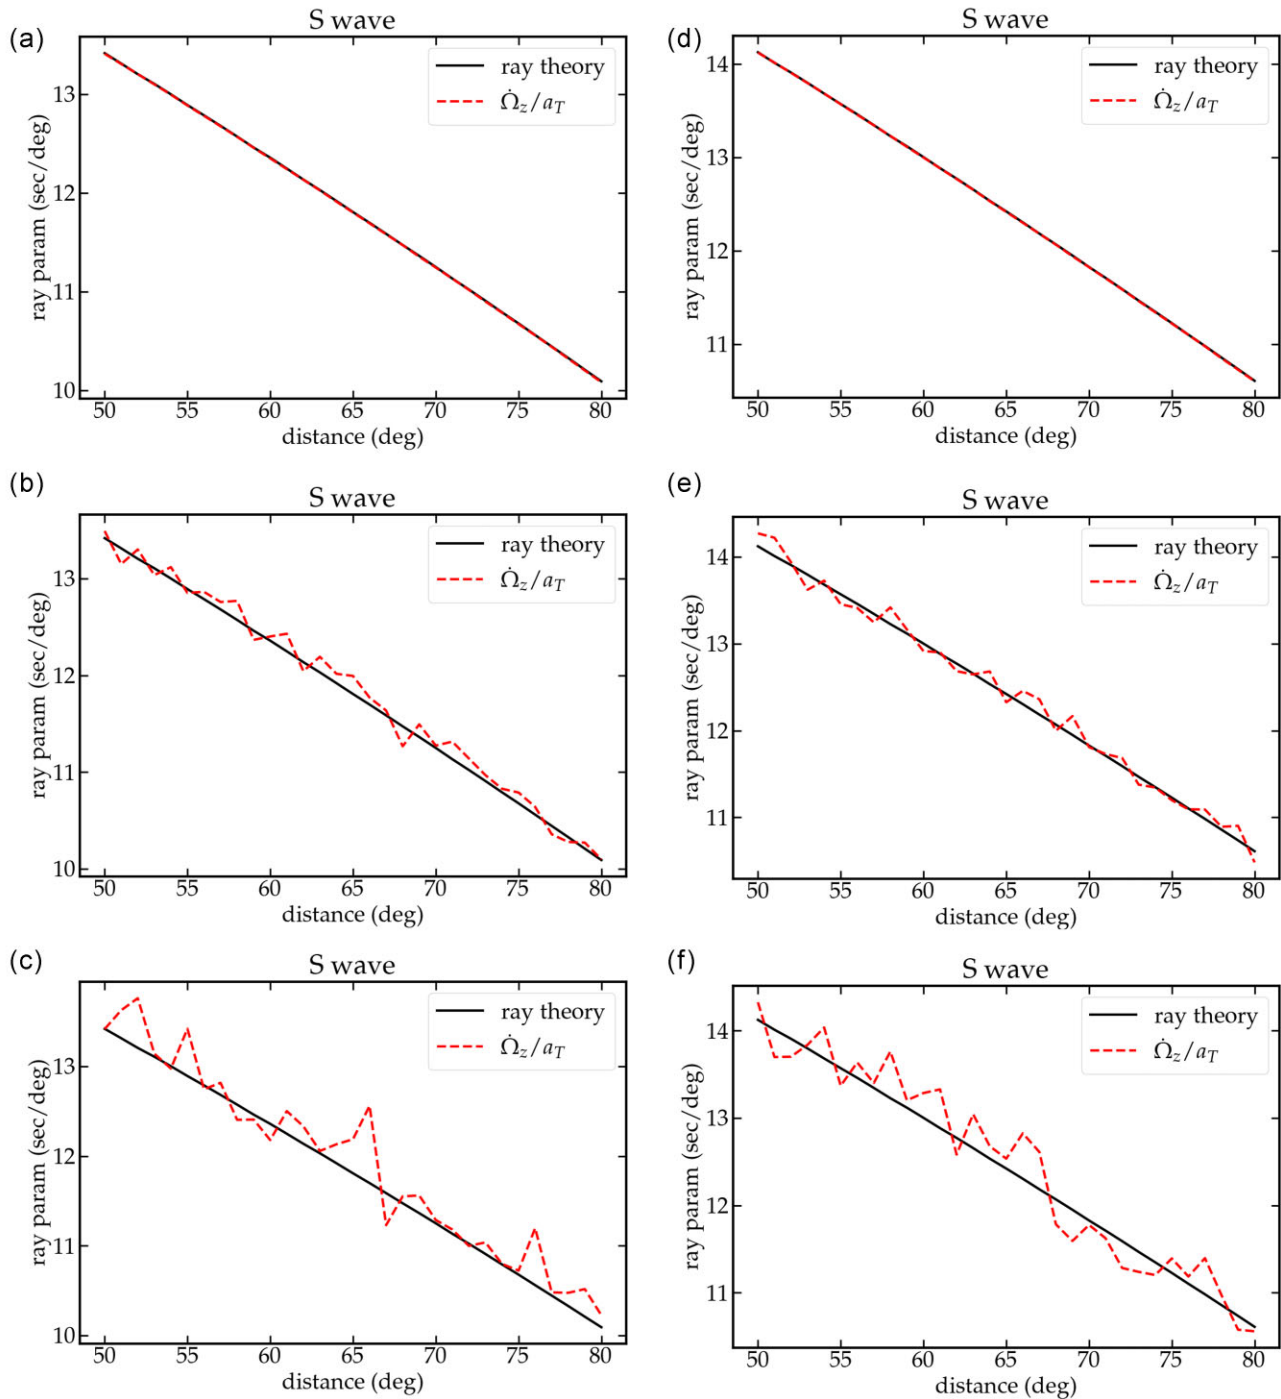 (a)
S wave
ray theory
Ω̇z/aT
13
12
11
10
ray param (sec/deg)
50 55 60 65 70 75 80
distance (deg)
(d)
S wave
ray theory
Ω̇z/aT
14
13
12
11
ray param (sec/deg)
50 55 60 65 70 75 80
distance (deg)
(b)
S wave
ray theory
Ω̇z/aT
13
12
11
10
ray param (sec/deg)
50 55 60 65 70 75 80
distance (deg)
(e)
S wave
ray theory
Ω̇z/aT
14
13
12
11
ray param (sec/deg)
50 55 60 65 70 75 80
distance (deg)
(c)
S wave
ray theory
Ω̇z/aT
13
12
11
10
ray param (sec/deg)
50 55 60 65 70 75 80
distance (deg)
(f)
S wave
ray theory
Ω̇z/aT
14
13
12
11
ray param (sec/deg)
50 55 60 65 70 75 80
distance (deg)